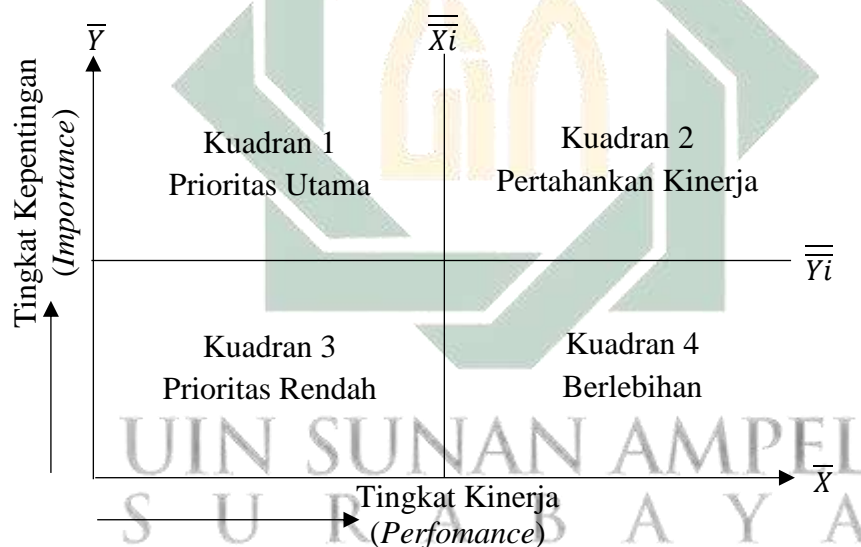 Y̅
X̿i̿
Tingkat Kepentingan
(Importance)
Kuadran 1
Prioritas Utama
Kuadran 2
Pertahankan Kinerja
Y̿i̿
Kuadran 3
Prioritas Rendah
Kuadran 4
Berlebihan
UIN SUNAN AMPEL
X̅
Tingkat Kinerja
(Perfomance)
S U R A B A Y A